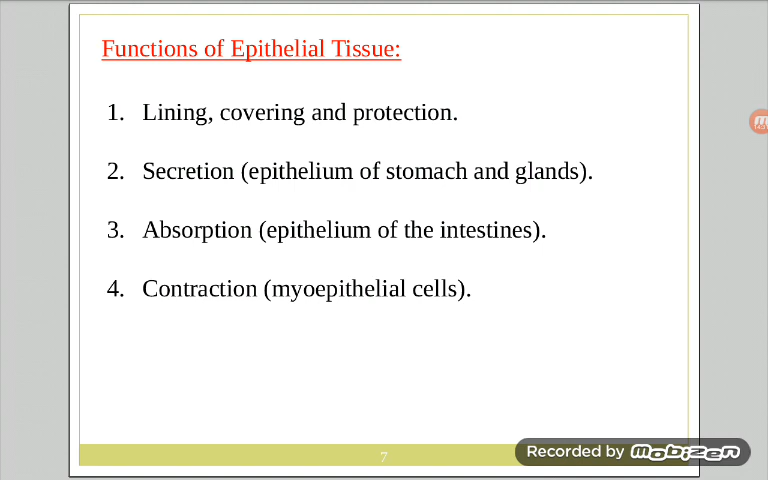 Functions of Epithelial Tissue:
1. Lining, covering and protection.
2. Secretion (epithelium of stomach and glands).
3. Absorption (epithelium of the intestines).
4. Contraction (myoepithelial cells).
7
Recorded by mobizen